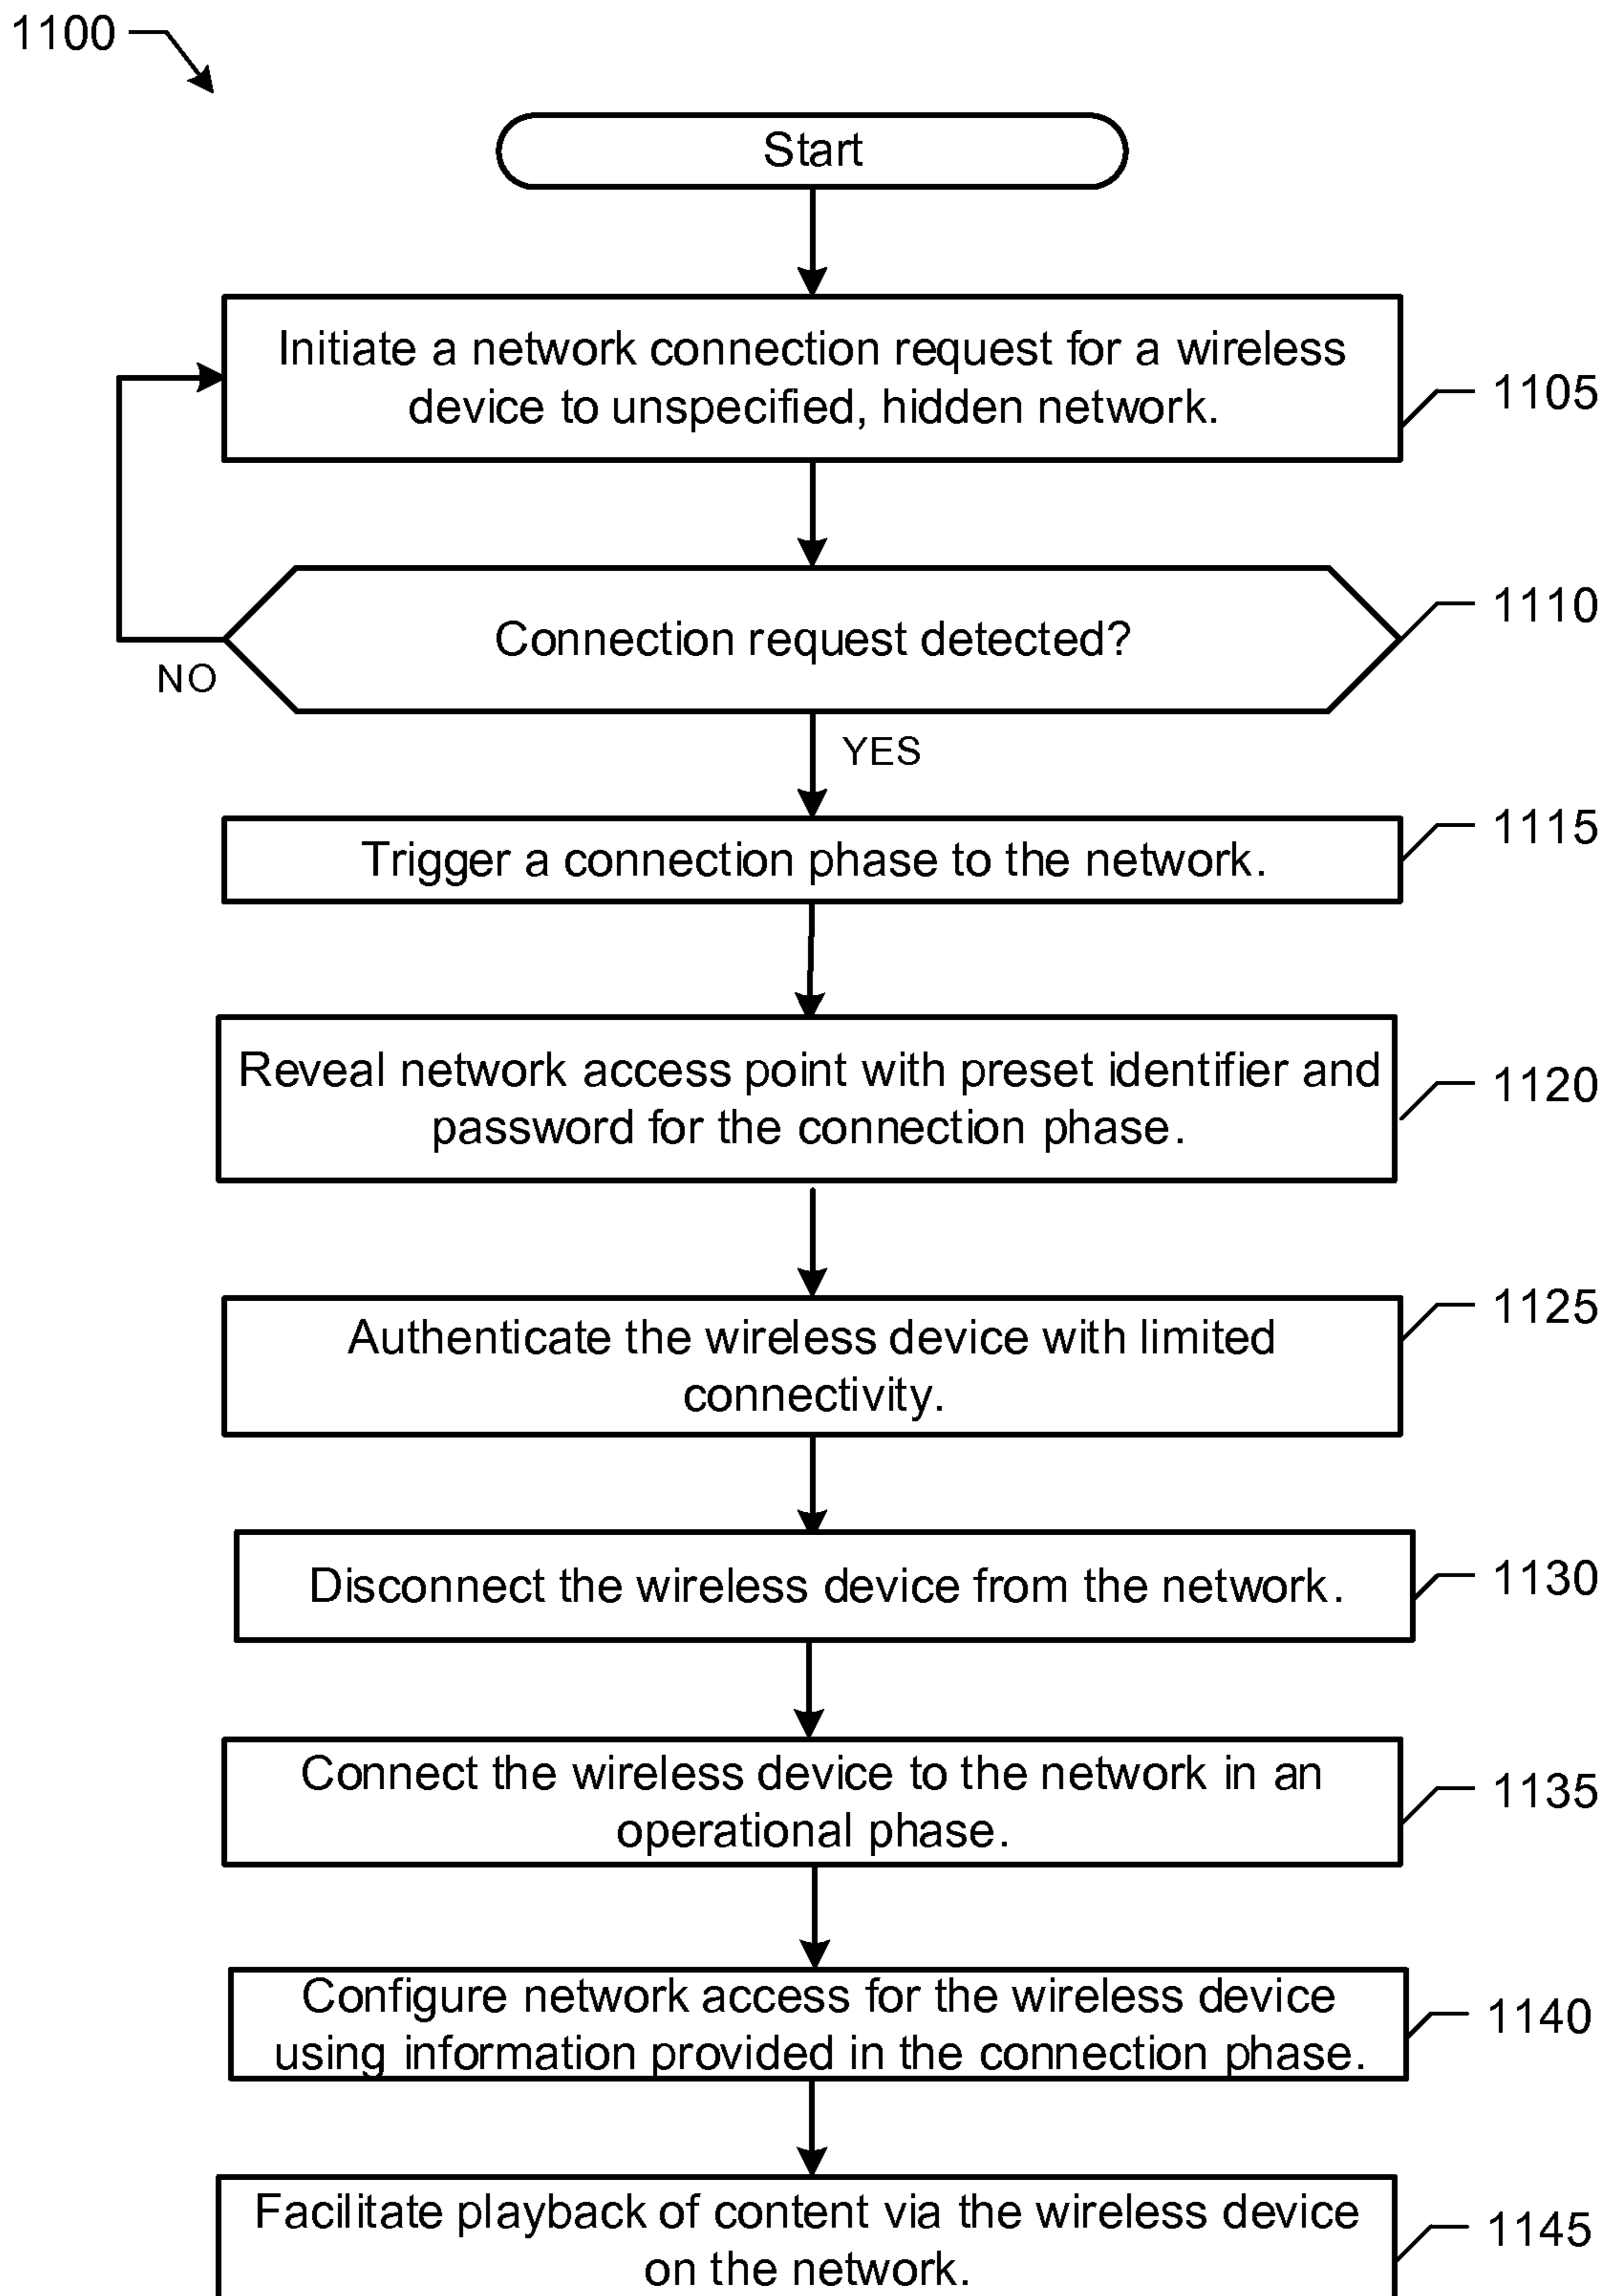 1100
Start
Initiate a network connection request for a wireless
device to unspecified, hidden network.
1105
Connection request detected?
1110
NO
YES
Trigger a connection phase to the network.
1115
Reveal network access point with preset identifier and
password for the connection phase.
1120
Authenticate the wireless device with limited
connectivity.
1125
Disconnect the wireless device from the network.
1130
Connect the wireless device to the network in an
operational phase.
1135
Configure network access for the wireless device
using information provided in the connection phase.
1140
Facilitate playback of content via the wireless device
on the network.
1145